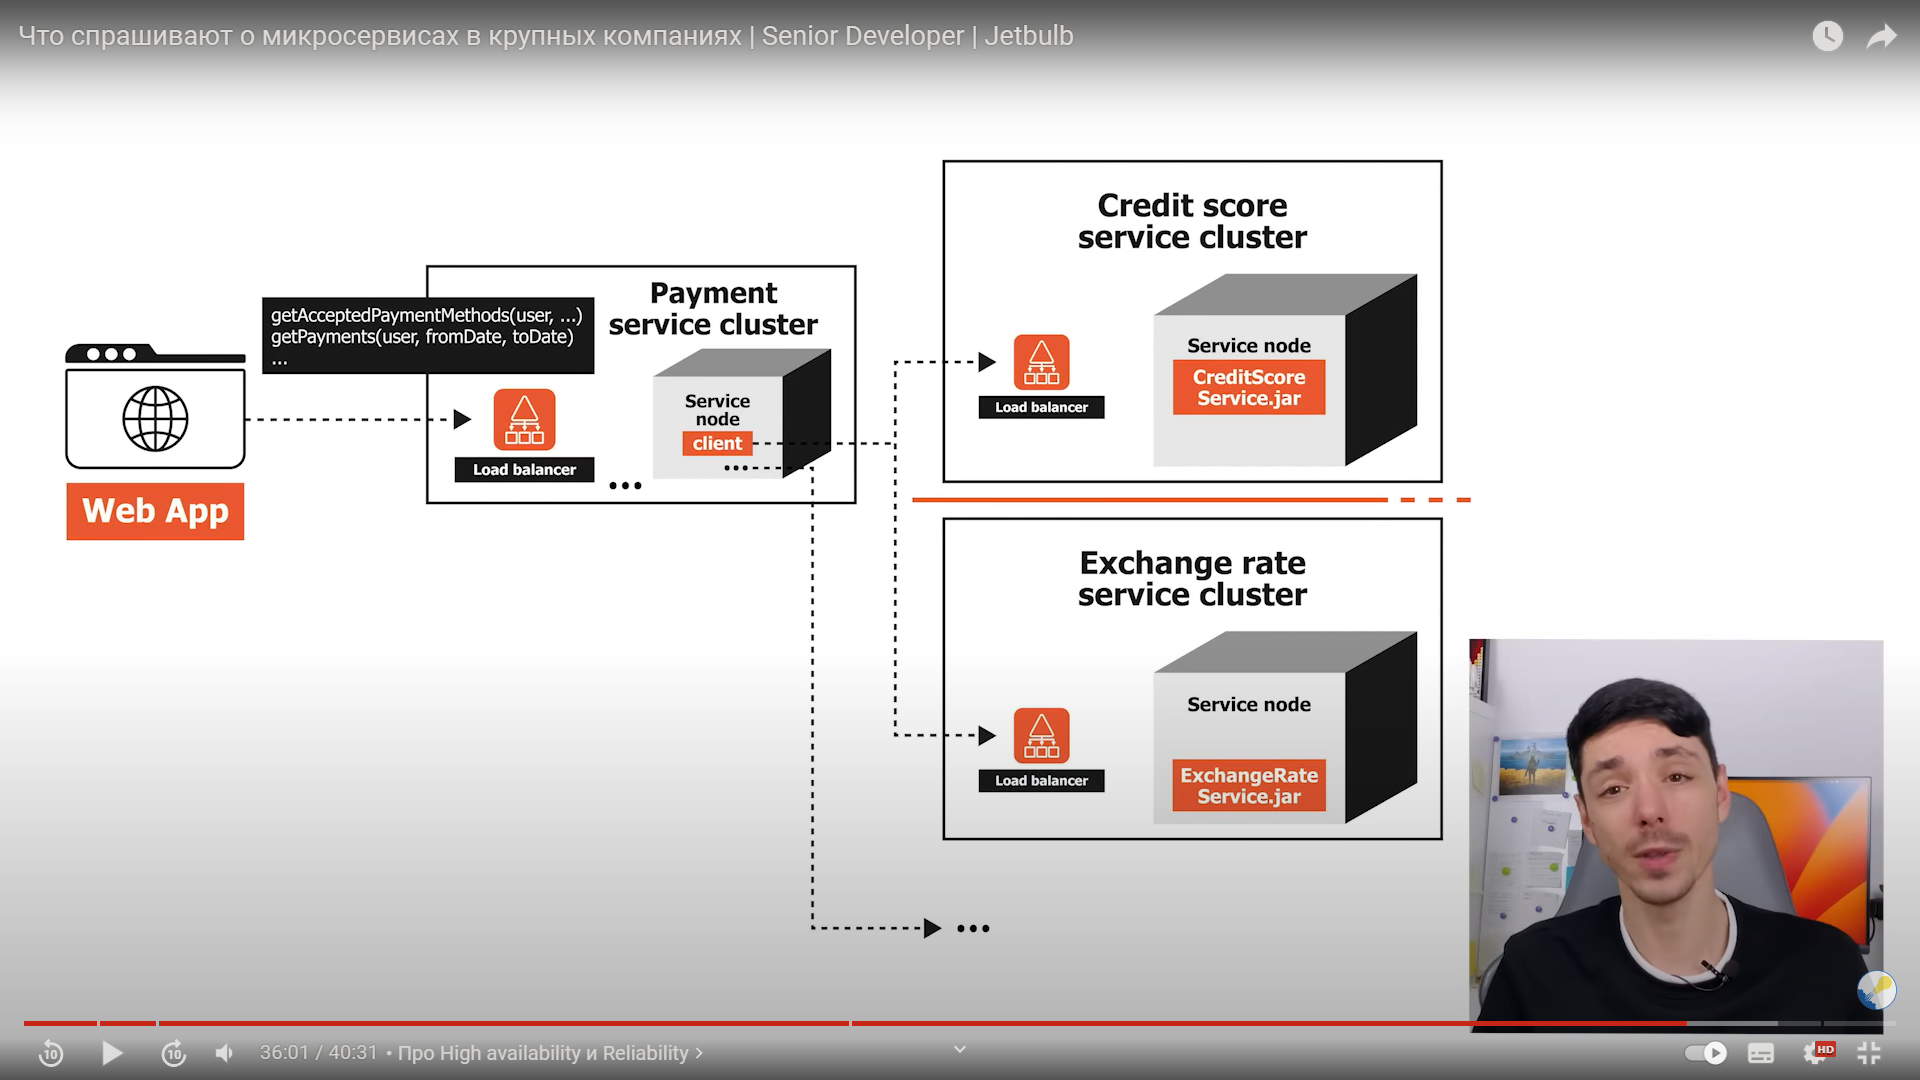 Что спрашивают о микросервисах в крупных компаниях | Senior Developer | Jetbulb
getAcceptedPaymentMethods(user, ...)
getPayments(user, fromDate, toDate)
...
Web App
Payment
service cluster
Load balancer
...
Service
node
client
...
Credit score
service cluster
Load balancer
Service node
CreditScore
Service.jar
Exchange rate
service cluster
Load balancer
Service node
ExchangeRate
Service.jar
...
10
10
36:01 / 40:31 • Про High availability и Reliability
HD